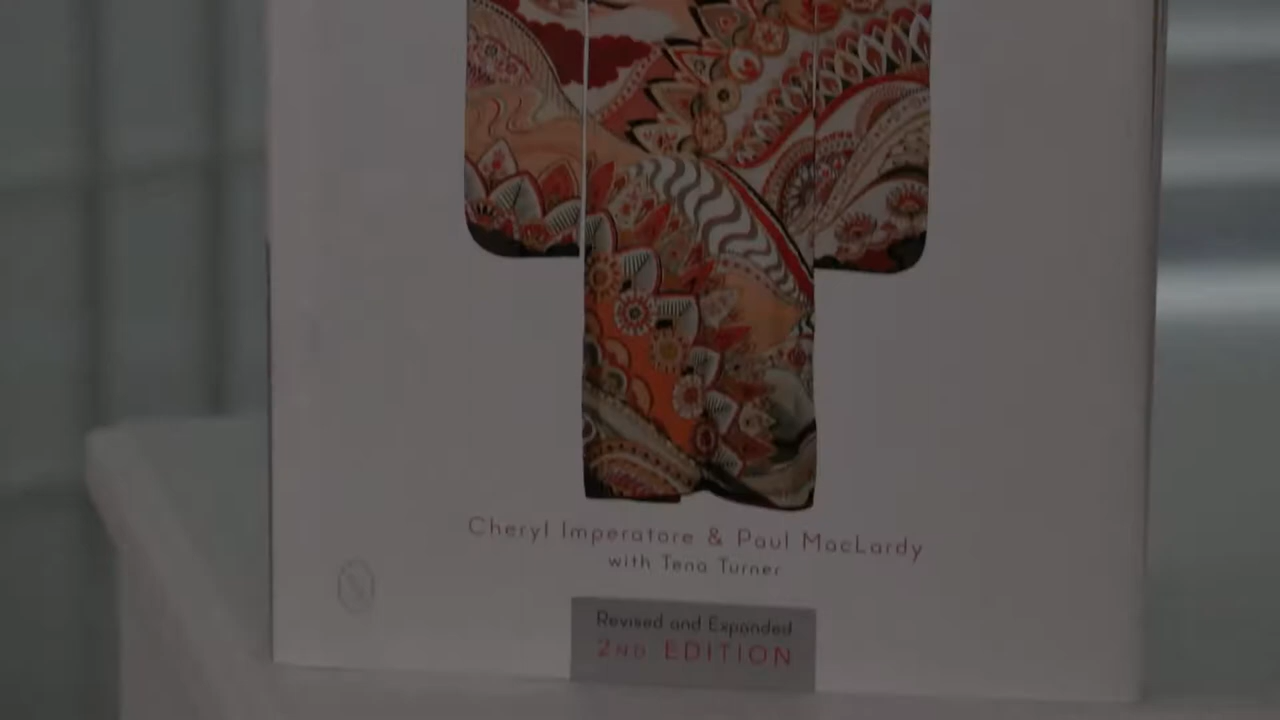 Cheryl Imperatore & Paul MacLardy
with Tena Turner
Revised and Expanded
2ND EDITION